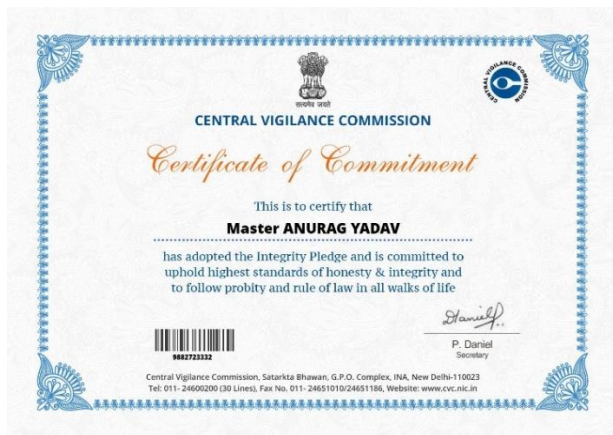 सत्यमेव जयते
CENTRAL VIGILANCE COMMISSION
CENTRAL VIGILANCE COMMISSION
Certificate of Commitment
This is to certify that
Master ANURAG YADAV
has adopted the Integrity Pledge and is committed to
uphold highest standards of honesty & integrity and
to follow probity and rule of law in all walks of life
Daniel
P. Daniel
Secretary
9882723332
Central Vigilance Commission, Satarkta Bhawan, G.P.O. Complex, INA, New Delhi-110023
Tel: 011- 24600200 (30 Lines), Fax No. 011- 24651010/24651186, Website: www.cvc.nic.in